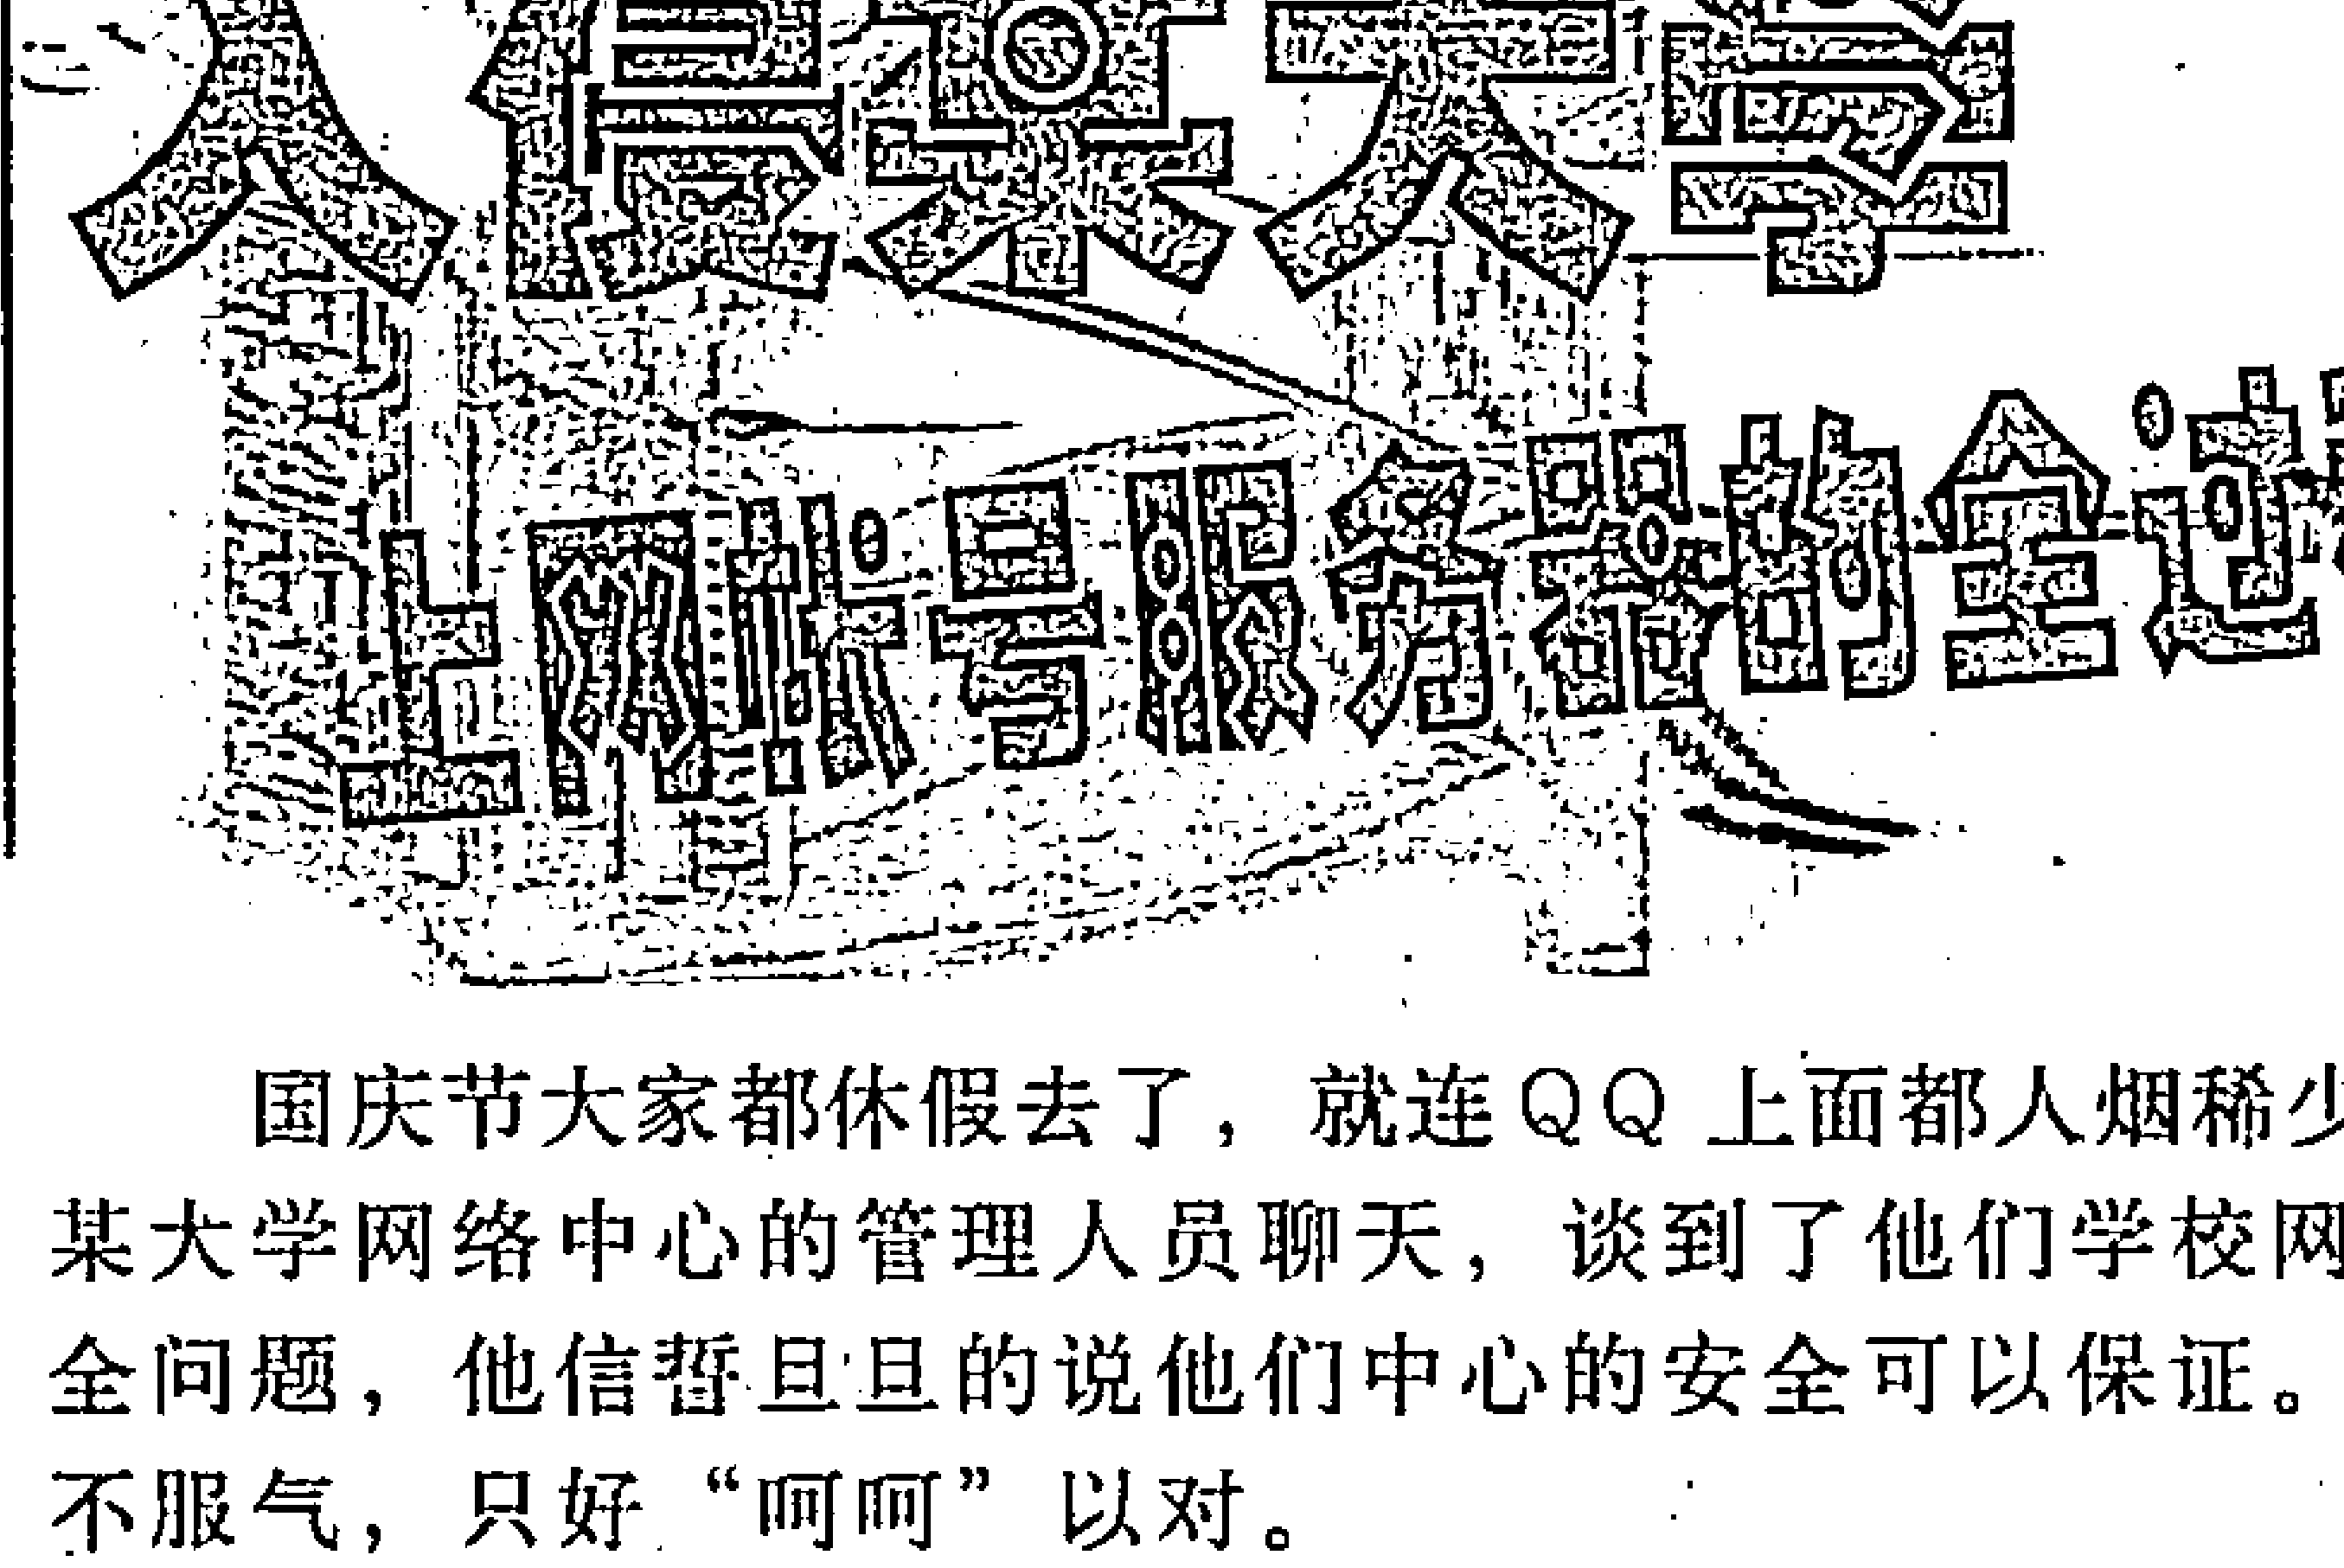 入侵某大学
上网帐号服务器的全过
国庆节大家都休假去了，就连QQ上面都人烟稀少
某大学网络中心的管理人员聊天，谈到了他们学校网
全问题，他信誓旦旦的说他们中心的安全可以保证。
不服气，只好“呵呵”以对。